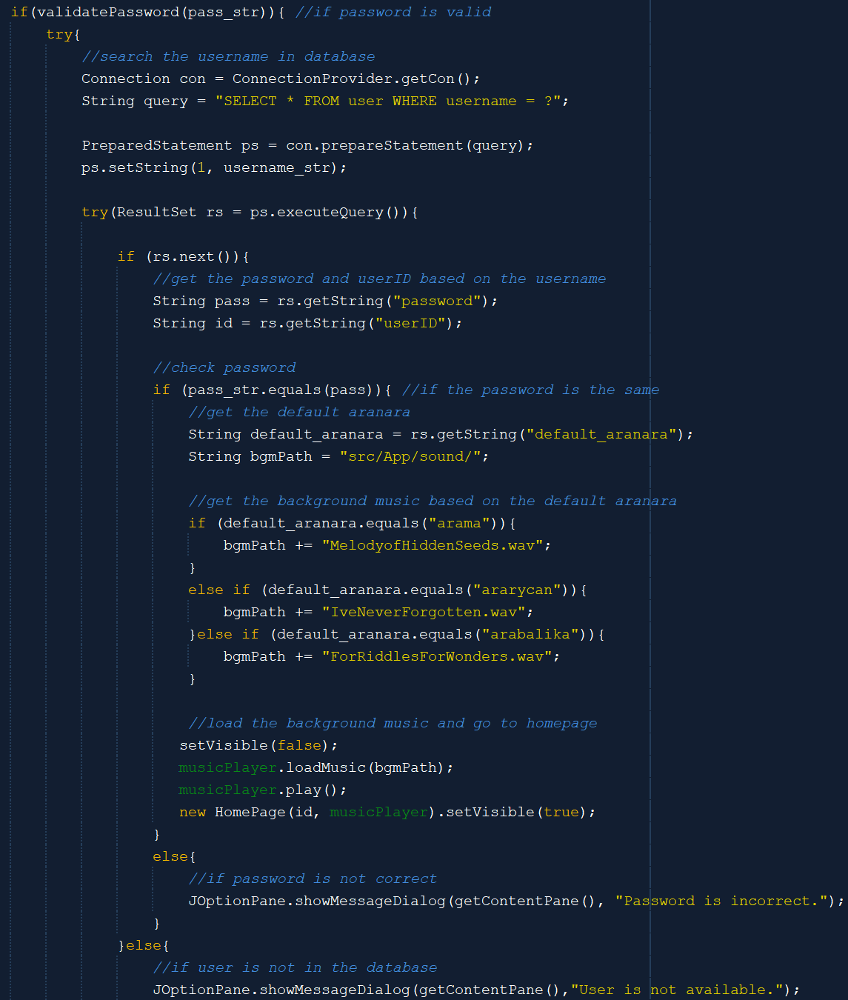 if(validatePassword(pass_str)){ //if password is valid
try{
//search the username in database
Connection con = ConnectionProvider.getCon();
String query = "SELECT * FROM user WHERE username = ?";
PreparedStatement ps = con.prepareStatement(query);
ps.setString(1, username_str);
try(ResultSet rs = ps.executeQuery()){
if (rs.next()){
//get the password and userID based on the username
String pass = rs.getString("password");
String id = rs.getString("userID");
//check password
if (pass_str.equals(pass)){ //if the password is the same
//get the default aranara
String default_aranara = rs.getString("default_aranara");
String bgmPath = "src/App/sound/";
//get the background music based on the default aranara
if (default_aranara.equals("arama")){
bgmPath += "MelodyofHiddenSeeds.wav";
}
else if (default_aranara.equals("ararycan")){
bgmPath += "IveNeverForgotten.wav";
}else if (default_aranara.equals("arabalika")){
bgmPath += "ForRiddlesForWonders.wav";
}
//load the background music and go to homepage
setVisible(false);
musicPlayer.loadMusic(bgmPath);
musicPlayer.play();
new HomePage(id, musicPlayer).setVisible(true);
}
else{
//if password is not correct
JOptionPane.showMessageDialog(getContentPane(), "Password is incorrect.");
}
}else{
//if user is not in the database
JOptionPane.showMessageDialog(getContentPane(),"User is not available.");